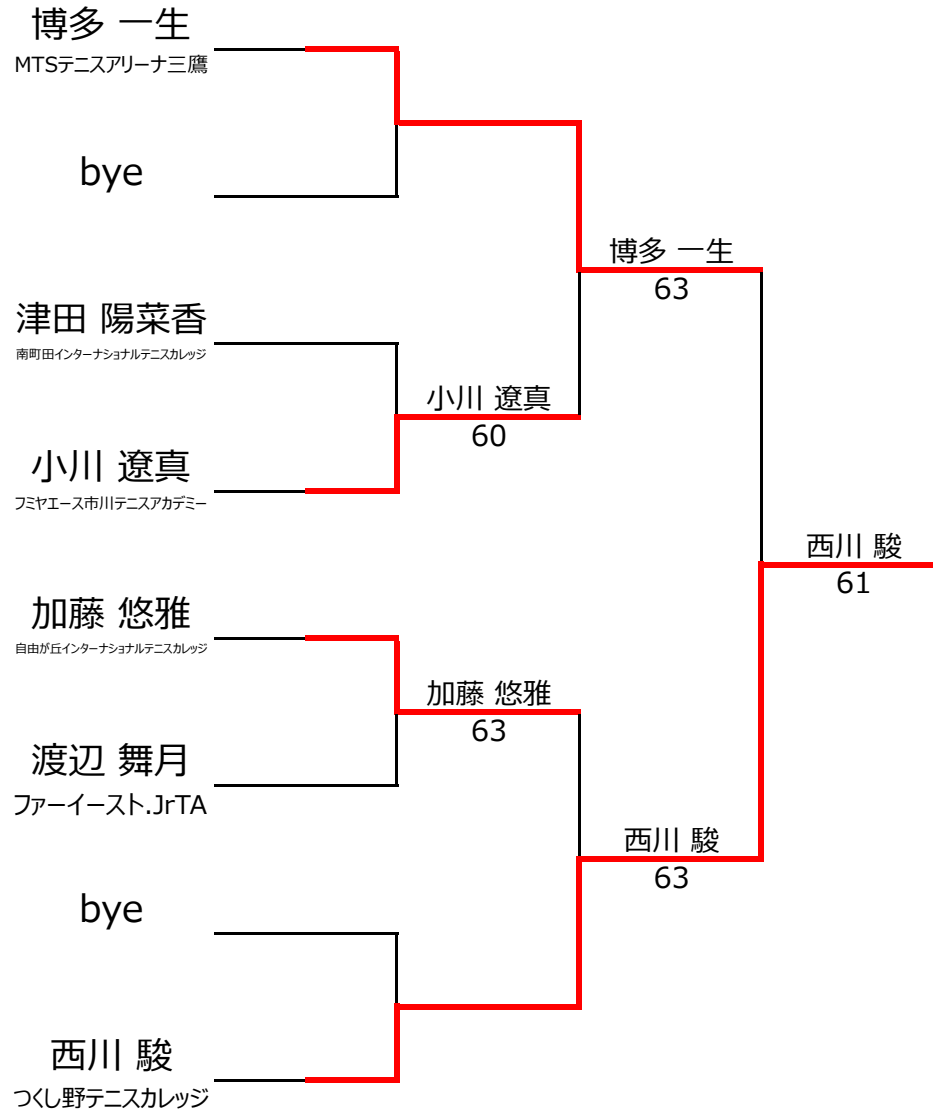 博多 一生
MTSテニスアリーナ三鷹
bye
博多 一生
63
津田 陽菜香
南町田インターナショナルテニスカレッジ
小川 遼真
60
小川 遼真
フミヤエース市川テニスアカデミー
西川 駿
61
加藤 悠雅
自由が丘インターナショナルテニスカレッジ
加藤 悠雅
63
渡辺 舞月
ファーイースト.JrTA
西川 駿
63
bye
西川 駿
つくし野テニスカレッジ